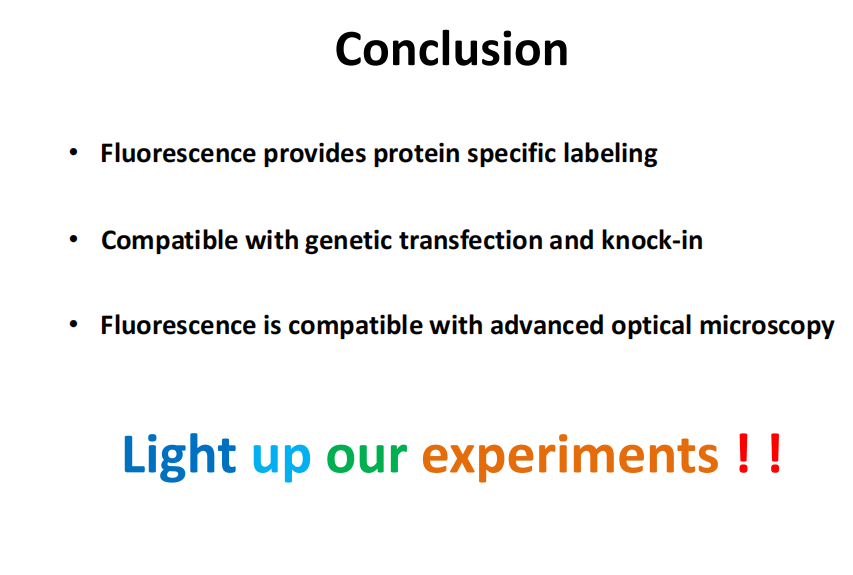 Conclusion
• Fluorescence provides protein specific labeling
• Compatible with genetic transfection and knock-in
• Fluorescence is compatible with advanced optical microscopy
Light up our experiments ! !